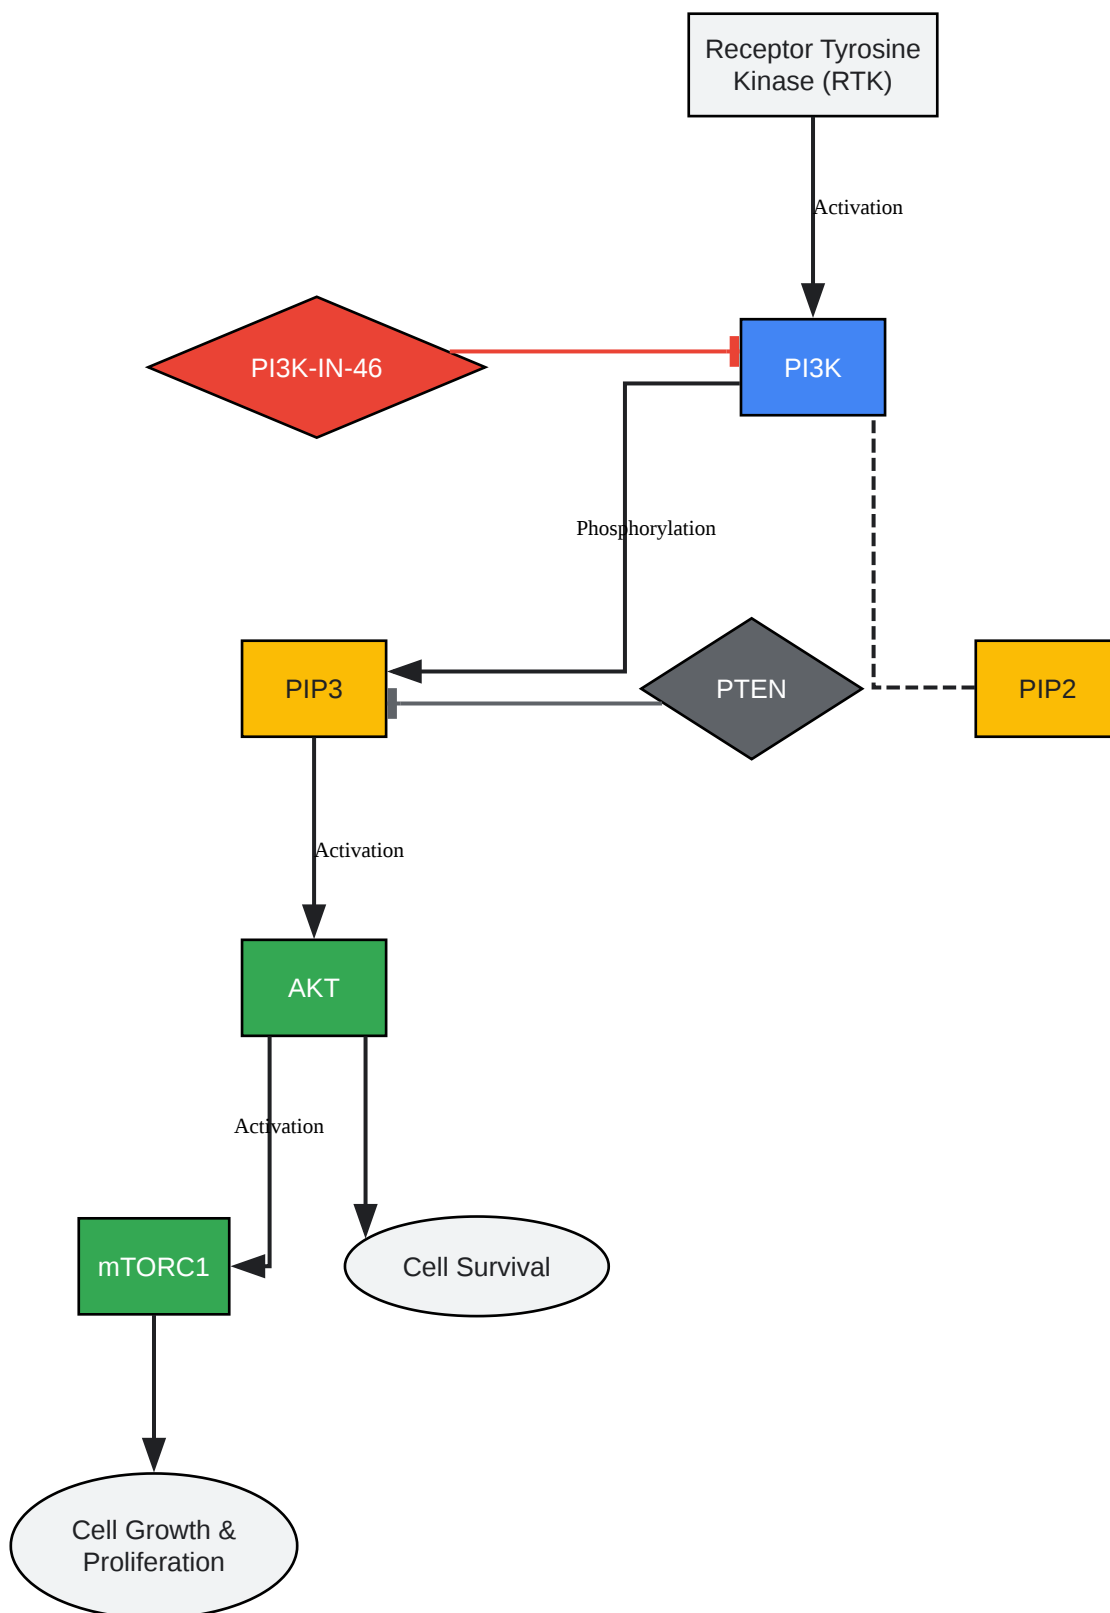 Receptor Tyrosine
Kinase (RTK)
Activation
PI3K-IN-46
PI3K
Phosphorylation
PIP3
PTEN
PIP2
Activation
AKT
Activation
mTORC1
Cell Survival
Cell Growth &
Proliferation